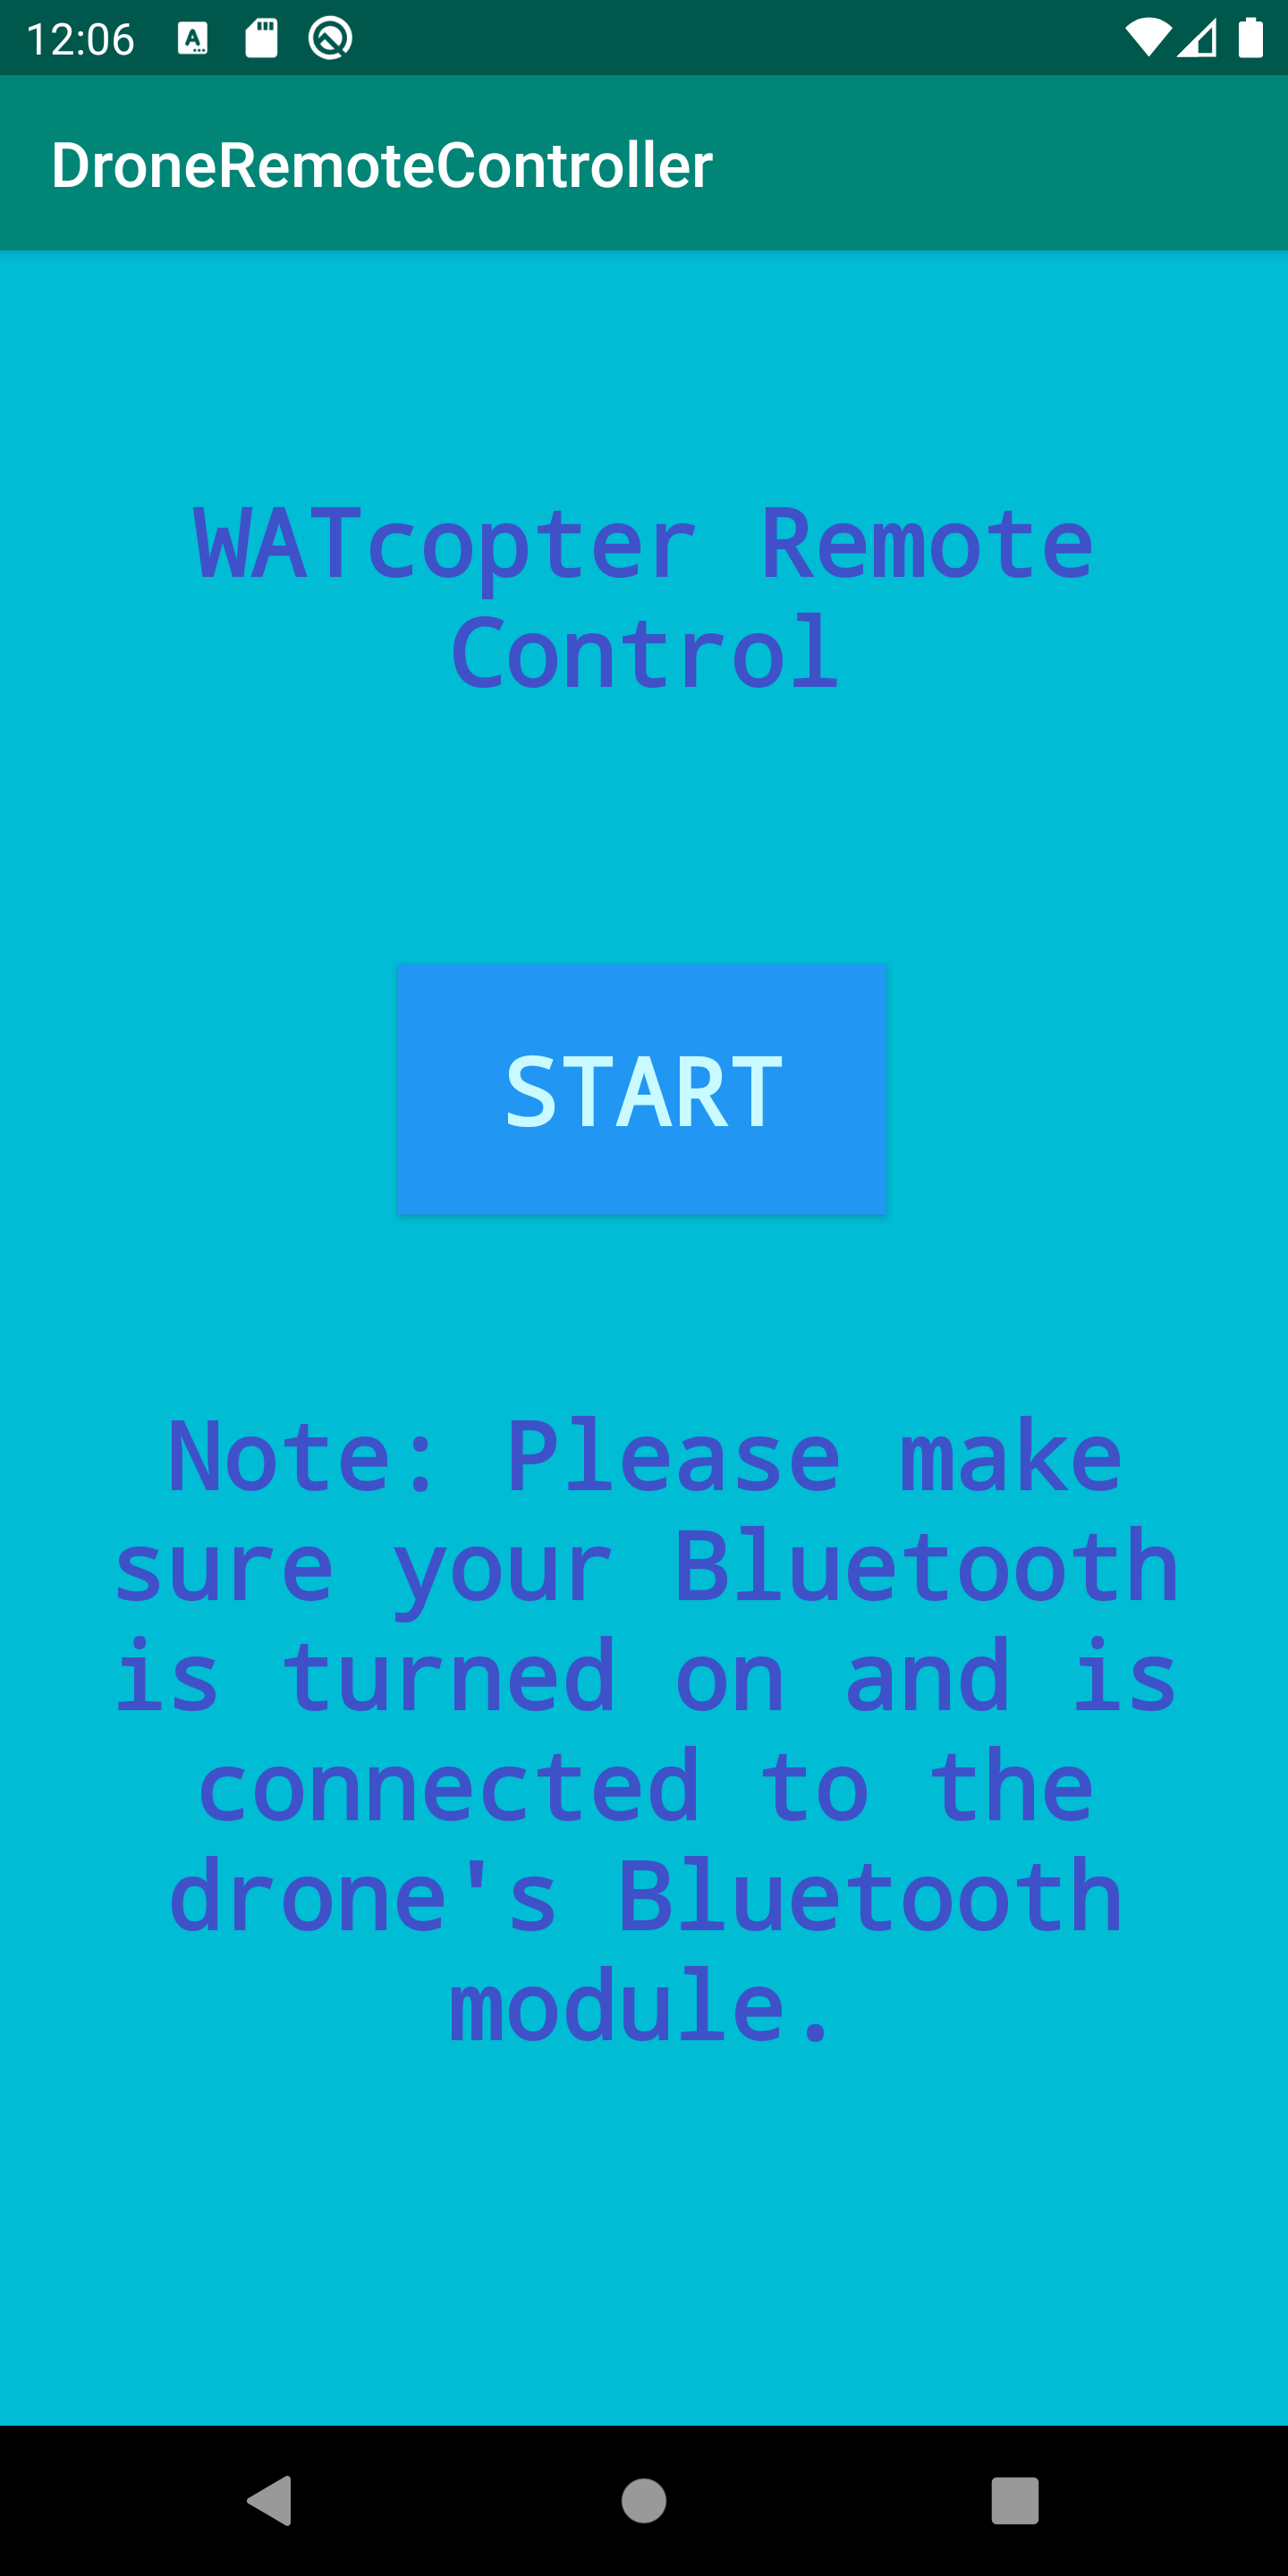 12:06
DroneRemoteController
WATcopter Remote
Control
START
Note: Please make
sure your Bluetooth
is turned on and is
connected to the
drone's Bluetooth
module.